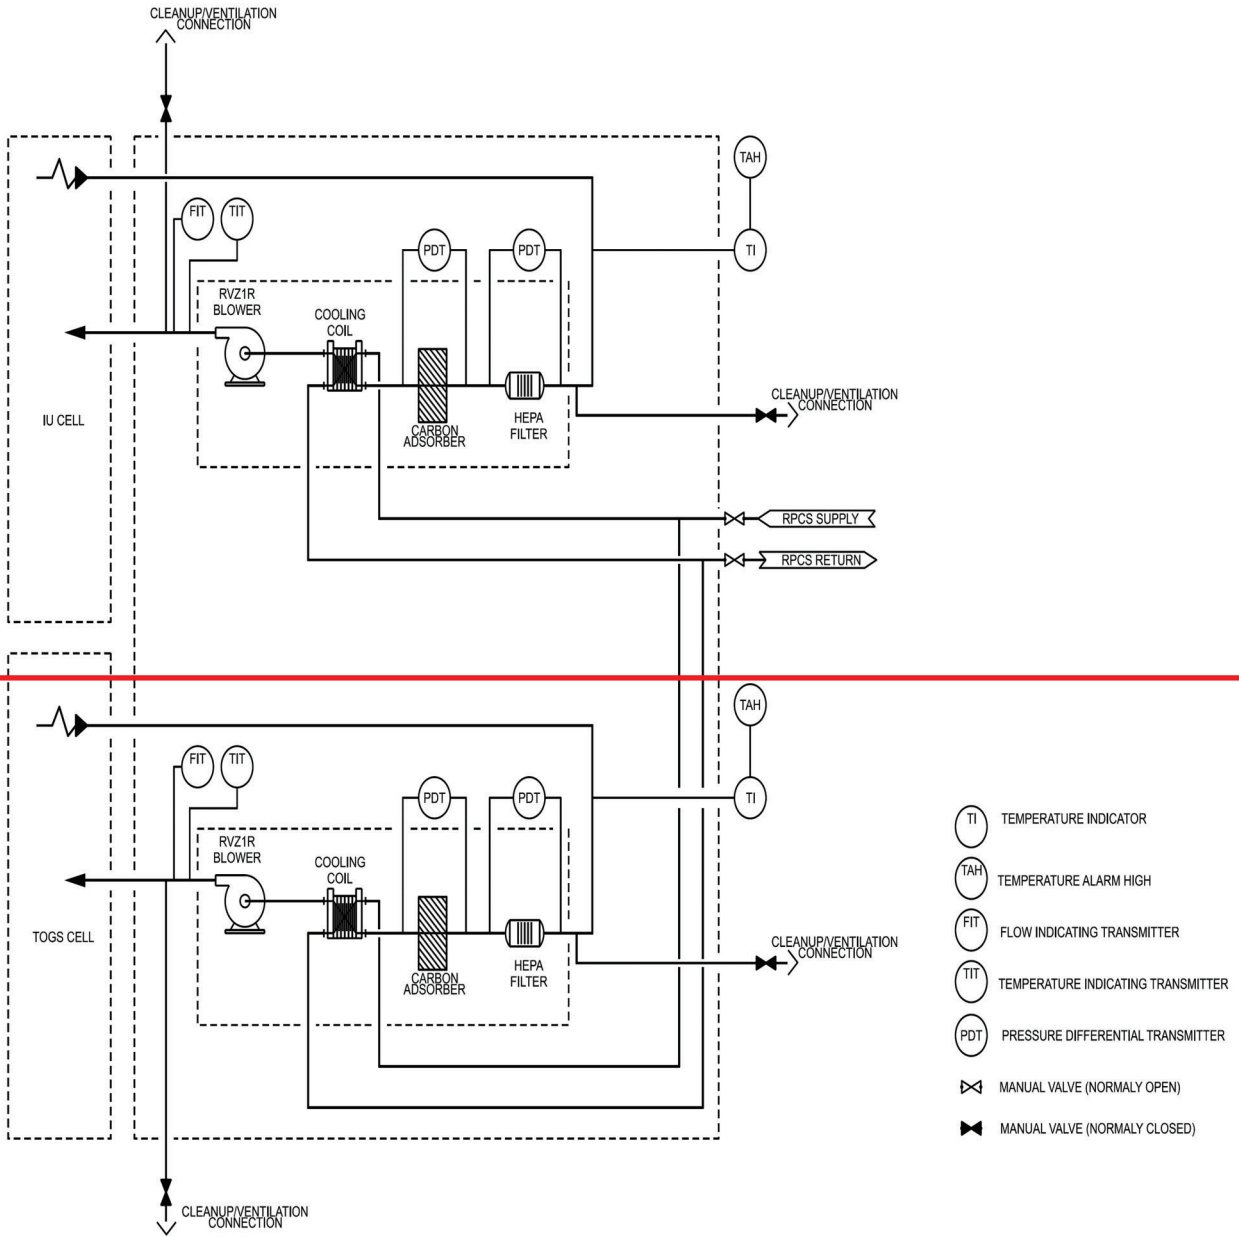 CLEANUP/VENTILATION
CONNECTION
TAH
FIT
TIT
PDT
PDT
TI
RVZ1R
BLOWER
COOLING
COIL
CLEANUP/VENTILATION
CONNECTION
IU CELL
CARBON
ADSORBER
HEPA
FILTER
RPCS SUPPLY
RPCS RETURN
TAH
FIT
TIT
PDT
PDT
TI
RVZ1R
BLOWER
COOLING
COIL
TOGS CELL
CLEANUP/VENTILATION
CONNECTION
CARBON
ADSORBER
HEPA
FILTER
CLEANUP/VENTILATION
CONNECTION
TI TEMPERATURE INDICATOR
TAH TEMPERATURE ALARM HIGH
FIT FLOW INDICATING TRANSMITTER
TIT TEMPERATURE INDICATING TRANSMITTER
PDT PRESSURE DIFFERENTIAL TRANSMITTER
MANUAL VALVE (NORMALY OPEN)
MANUAL VALVE (NORMALY CLOSED)